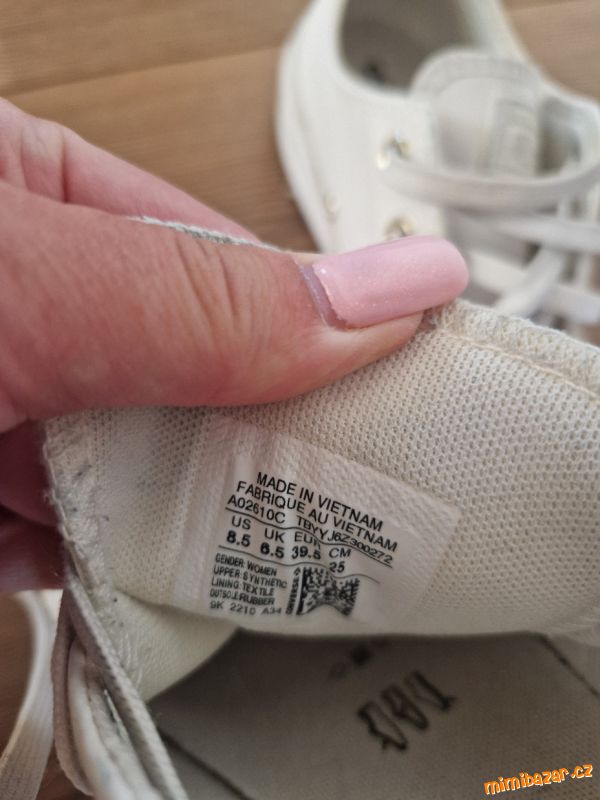 MADE IN VIETNAM
FABRIQUE AU VIETNAM
A02610C TBYYJ6Z300272
US UK EUR CM
8.5 6.5 39.5 25
GENDER: WOMEN
UPPER: SYNTHETIC
LINING: TEXTILE
OUTSOLE: RUBBER
9K 2210 A34
mimibazar.cz